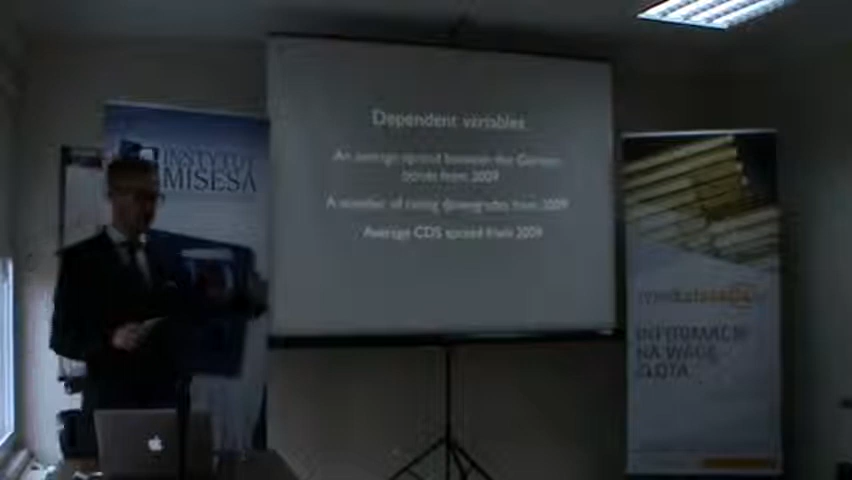 INSTYTUT
MISESA
Dependent variables
An average spread between the German
bonds from 2009
A number of rating downgrades from 2009
Average CDS spread from 2009
INFORMACJE
NA WAGĘ
ZŁOTA